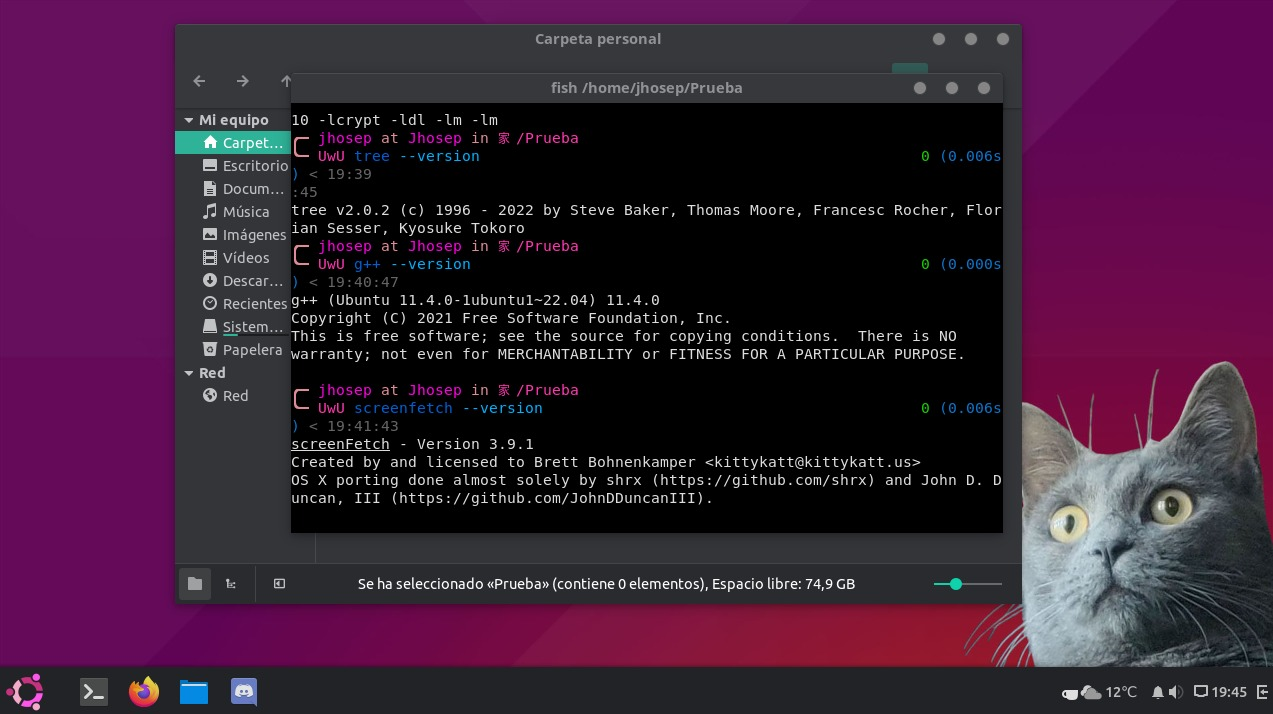 Carpeta personal
fish /home/jhosep/Prueba
Mi equipo
Carpet...
Escritorio
Docum...
Música
Imágenes
Vídeos
Descar...
Recientes
Sistem...
Papelera
Red
Red
10 -lcrypt -ldl -lm -lm
jhosep at Jhosep in 家 /Prueba
UwU tree --version 0 (0.006s
) < 19:39
:45
tree v2.0.2 (c) 1996 - 2022 by Steve Baker, Thomas Moore, Francesc Rocher, Flor
ian Sesser, Kyosuke Tokoro
jhosep at Jhosep in 家 /Prueba
UwU g++ --version 0 (0.000s
) < 19:40:47
g++ (Ubuntu 11.4.0-1ubuntu1~22.04) 11.4.0
Copyright (C) 2021 Free Software Foundation, Inc.
This is free software; see the source for copying conditions.  There is NO
warranty; not even for MERCHANTABILITY or FITNESS FOR A PARTICULAR PURPOSE.
jhosep at Jhosep in 家 /Prueba
UwU screenfetch --version 0 (0.006s
) < 19:41:43
screenFetch - Version 3.9.1
Created by and licensed to Brett Bohnenkamper <kittykatt@kittykatt.us>
OS X porting done almost solely by shrx (https://github.com/shrx) and John D. D
uncan, III (https://github.com/JohnDDuncanIII).
Se ha seleccionado «Prueba» (contiene 0 elementos), Espacio libre: 74,9 GB
12°C
19:45